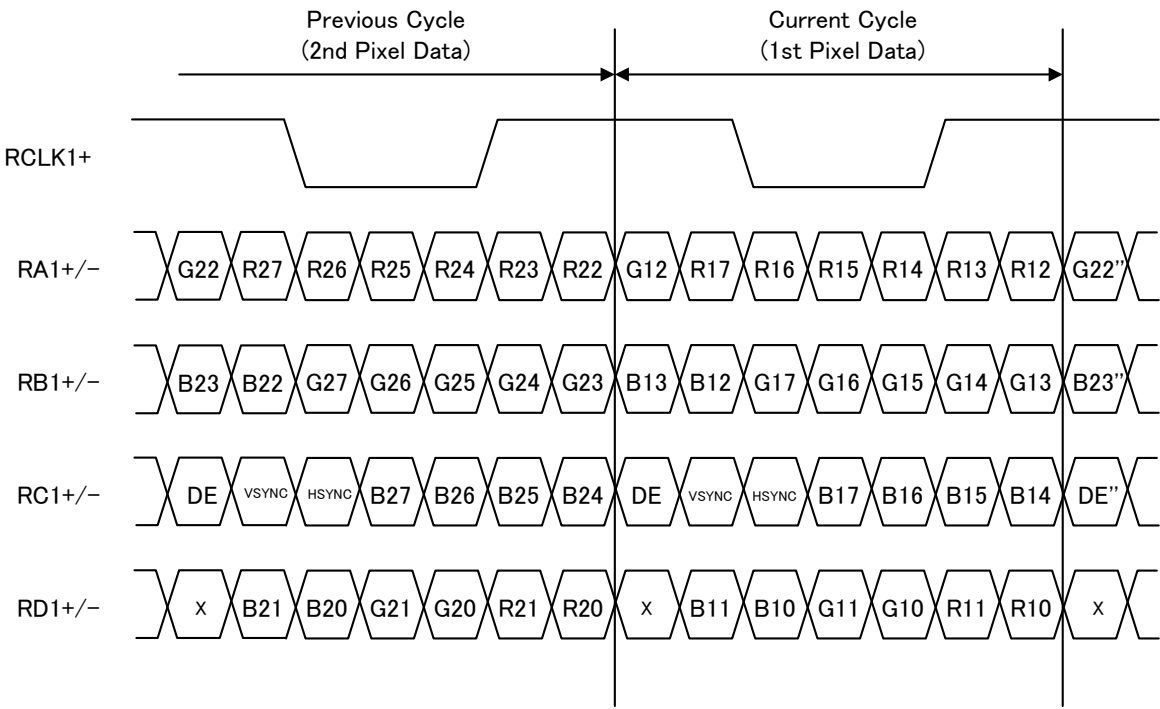 Previous Cycle
(2nd Pixel Data)
Current Cycle
(1st Pixel Data)
RCLK1+
RA1+/- G22 R27 R26 R25 R24 R23 R22 G12 R17 R16 R15 R14 R13 R12 G22''
RB1+/- B23 B22 G27 G26 G25 G24 G23 B13 B12 G17 G16 G15 G14 G13 B23''
RC1+/- DE VSYNC HSYNC B27 B26 B25 B24 DE VSYNC HSYNC B17 B16 B15 B14 DE''
RD1+/- x B21 B20 G21 G20 R21 R20 x B11 B10 G11 G10 R11 R10 x